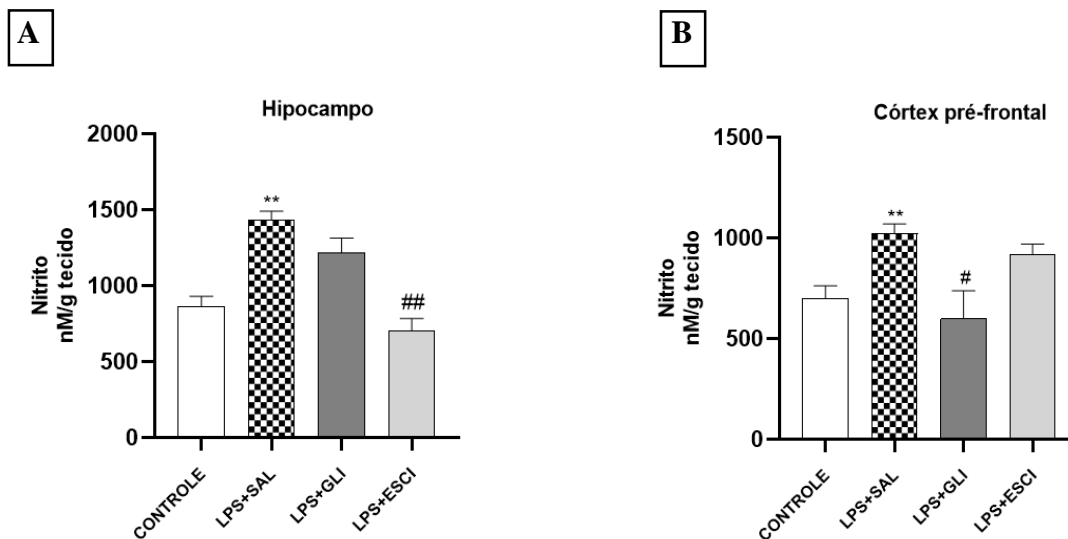 A
Hipocampo
2000
1500
1000
500
0
Nitrito
nM/g tecido
**
##
CONTROLE
LPS+SAL
LPS+GLI
LPS+ESCI
B
Córtex pré-frontal
1500
1000
500
0
Nitrito
nM/g tecido
**
#
CONTROLE
LPS+SAL
LPS+GLI
LPS+ESCI